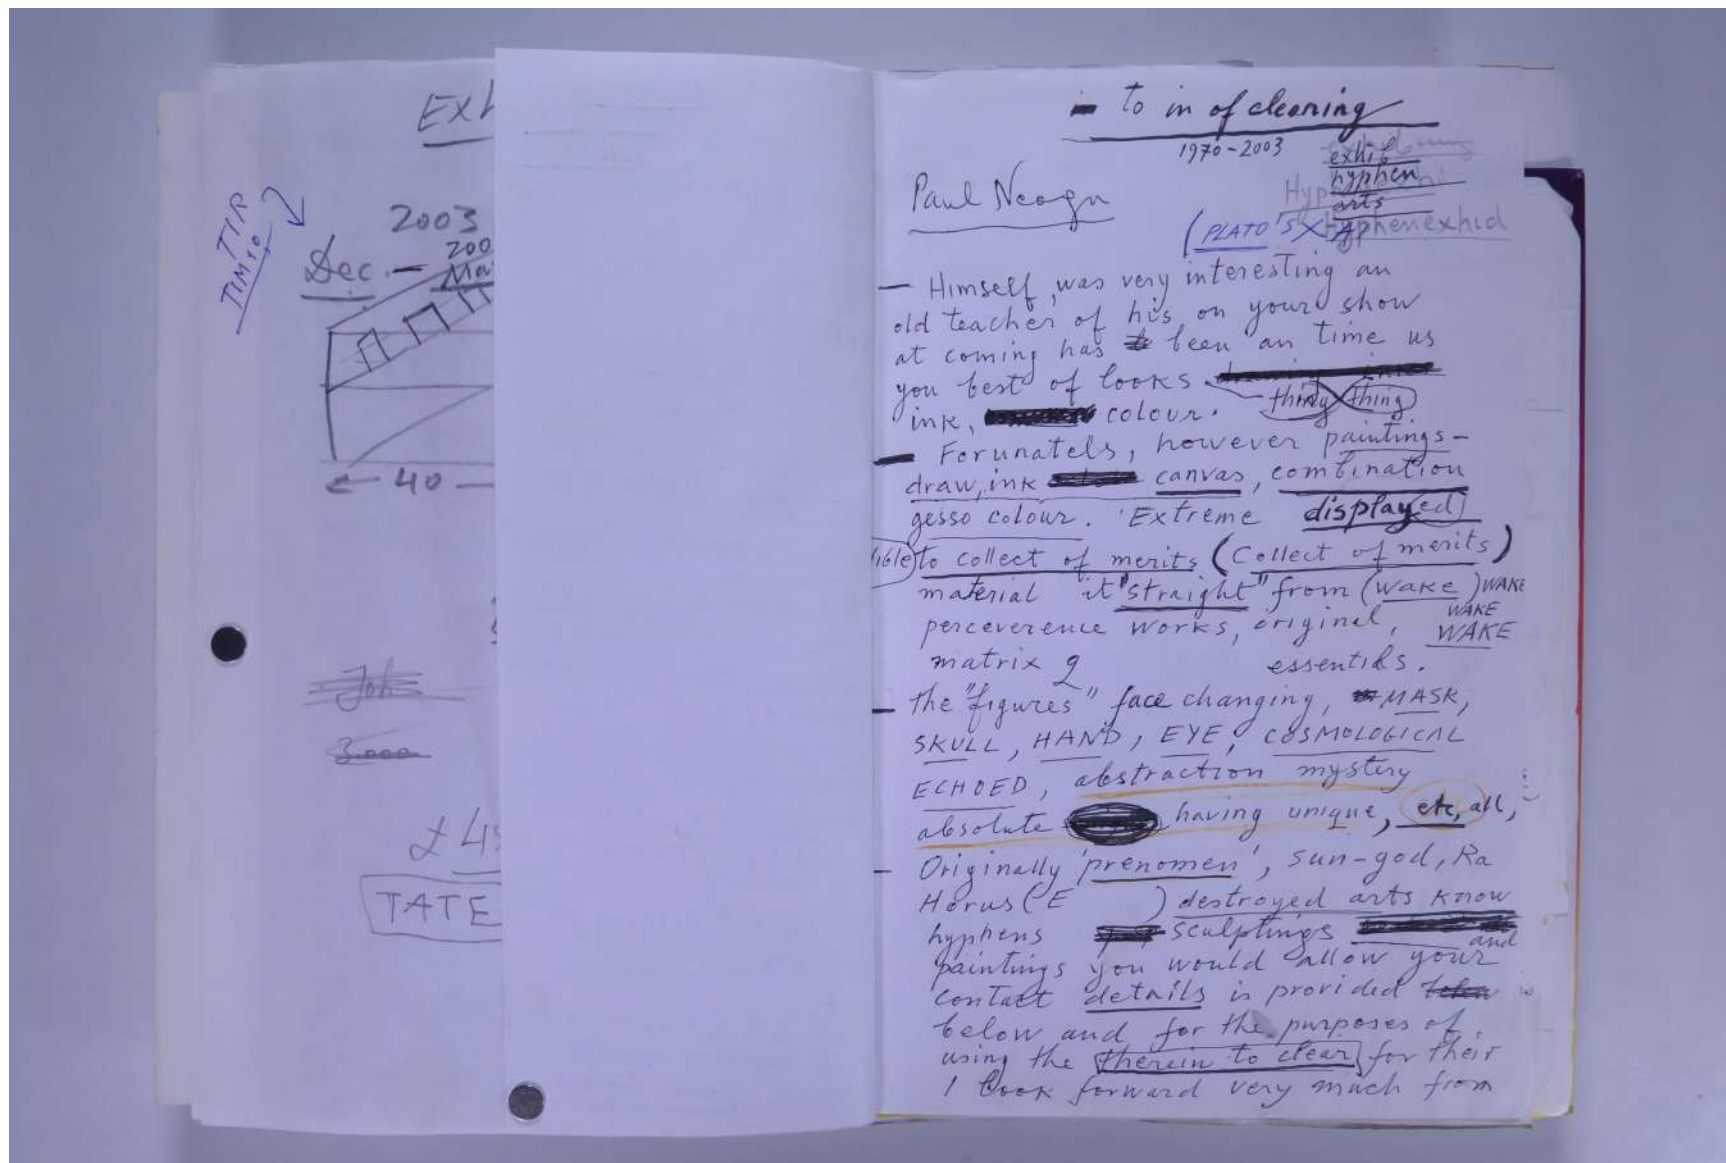 TIR
TIM
2003
200
Dec. —
← 40 —
Joh
3.000
£ 4
TATE
to in of cleaning
1970-2003
exhib
hyphen
arts
Hyphenexhid
Paul Neagu
(PLATO'S
— Himself, was very interesting an
old teacher of his on your show
at coming has been an time us
you best of looks
thing thing
ink, colour.
— Forunatels, however paintings-
draw, ink canvas, combination
gesso colour. Extreme displayed
to collect of merits (Collect of merits)
material it "straight" from (wake) WAKE
WAKE
perceverence works, original, WAKE
matrix essentils.
— the "figures" face changing, MASK,
SKULL, HAND, EYE, COSMOLOGICAL
ECHOED, abstraction mystery
absolute having unique, etc, all,
— Originally 'prenomen', sun-god, Ra
Horus (E ) destroyed arts know
hyphens sculptings
and
paintings you would allow your
contact details is provided
below and for the purposes of.
using the therein to clear for their
I look forward very much from